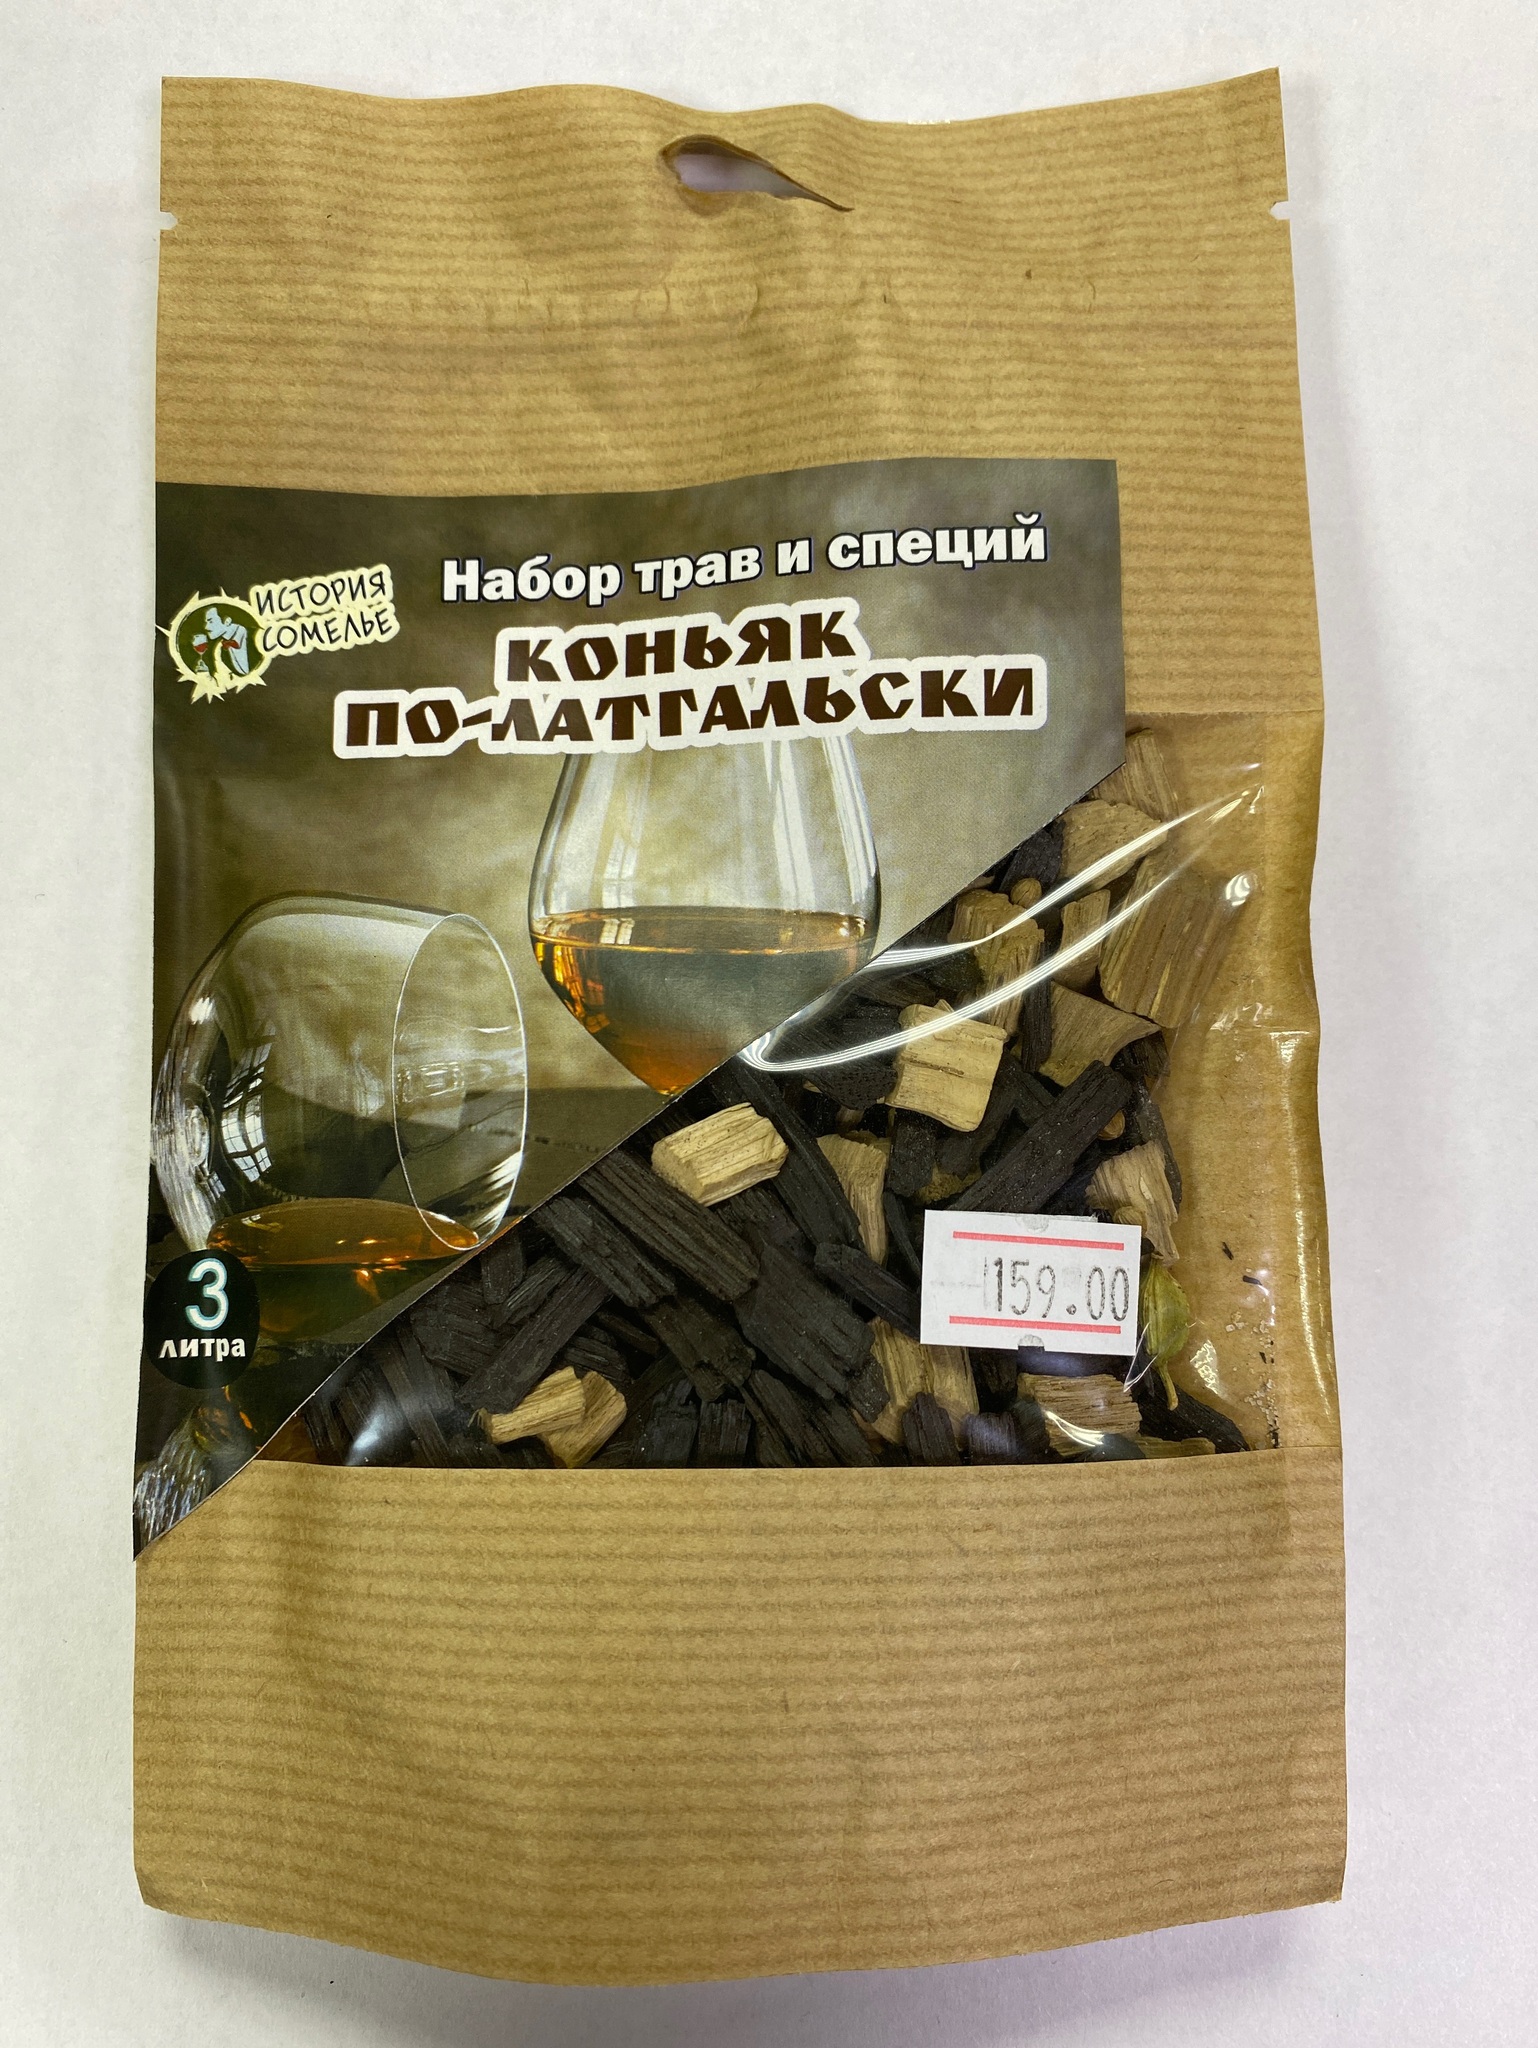 Набор трав и специй
ИСТОРИЯ
СОМЕЛЬЕ
КОНЬЯК
ПО-ЛАТГАЛЬСКИ
159.00
3
литра